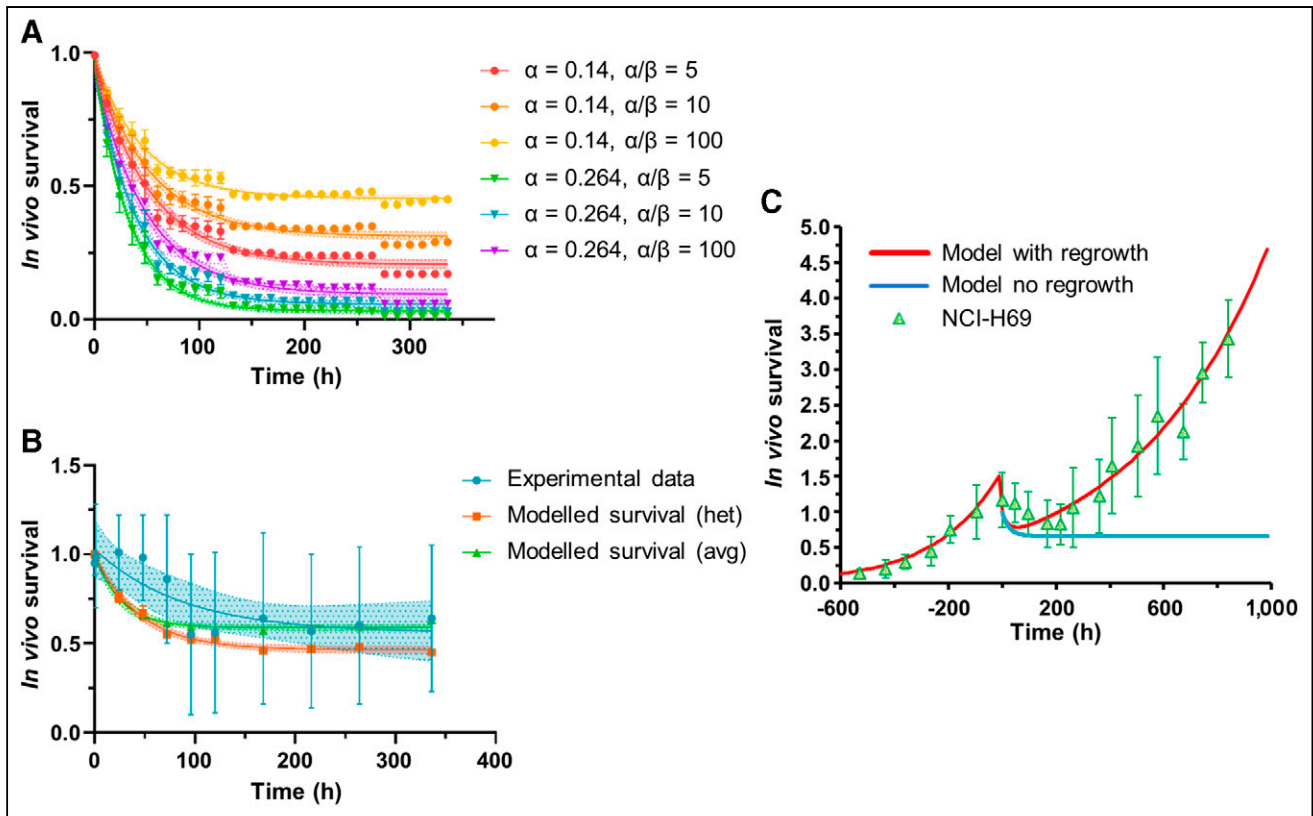 A
In vivo survival
1.0
0.5
0.0
0 100 200 300
Time (h)
α = 0.14, α/β = 5
α = 0.14, α/β = 10
α = 0.14, α/β = 100
α = 0.264, α/β = 5
α = 0.264, α/β = 10
α = 0.264, α/β = 100
B
In vivo survival
1.5
1.0
0.5
0.0
0 100 200 300 400
Time (h)
Experimental data
Modelled survival (het)
Modelled survival (avg)
C
In vivo survival
5.0
4.5
4.0
3.5
3.0
2.5
2.0
1.5
1.0
0.5
0.0
-600 -200 200 600 1,000
Time (h)
Model with regrowth
Model no regrowth
NCI-H69